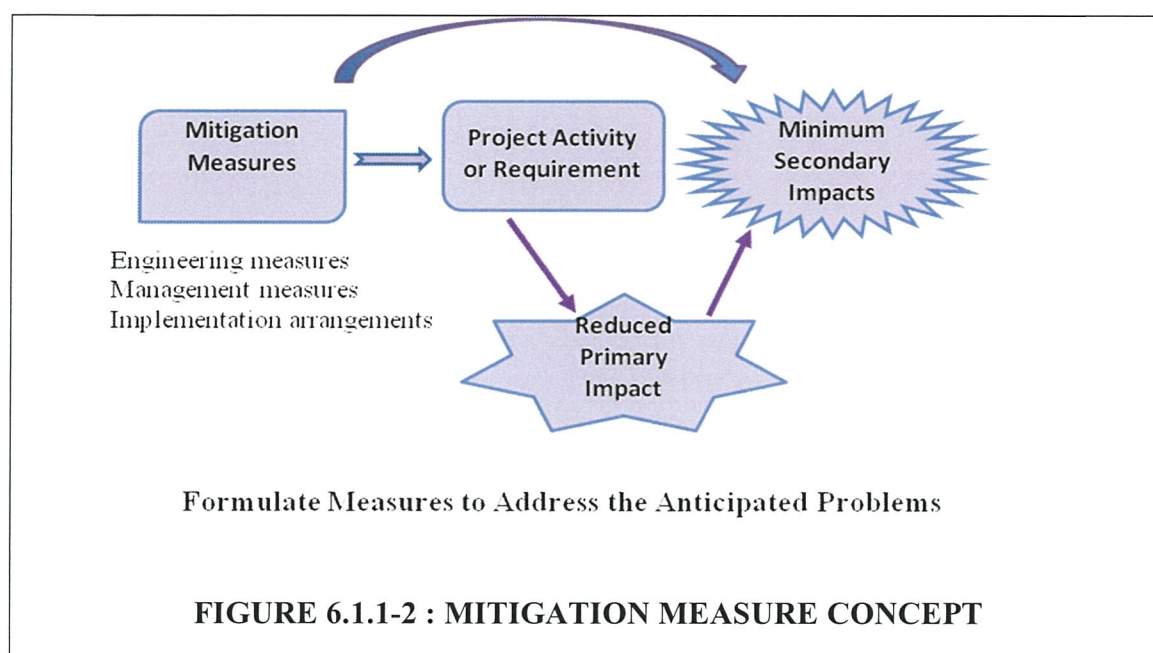 Mitigation
Measures
Project Activity
or Requirement
Minimum
Secondary
Impacts
Engineering measures
Management measures
Implementation arrangements
Reduced
Primary
Impact
Formulate Measures to Address the Anticipated Problems
FIGURE 6.1.1-2 : MITIGATION MEASURE CONCEPT